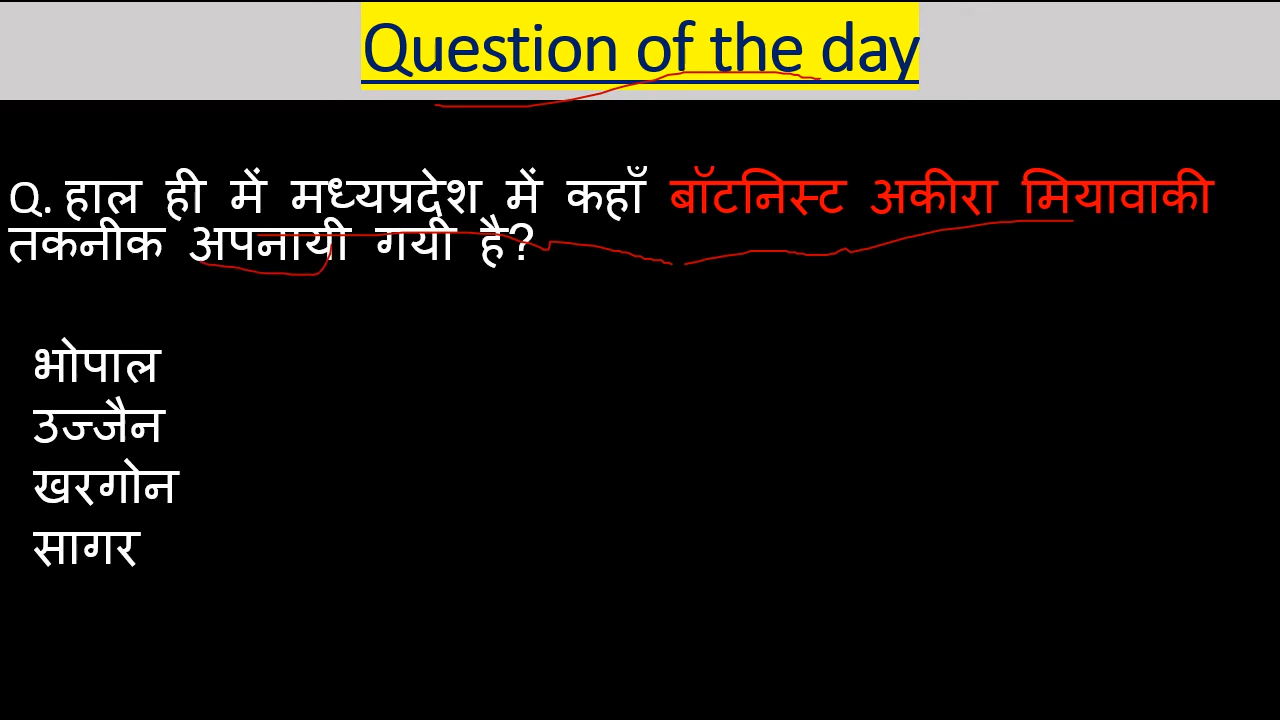 Question of the day
Q. हाल ही में मध्यप्रदेश में कहाँ बॉटनिस्ट अकीरा मियावाकी
तकनीक अपनायी गयी है?
भोपाल
उज्जैन
खरगोन
सागर